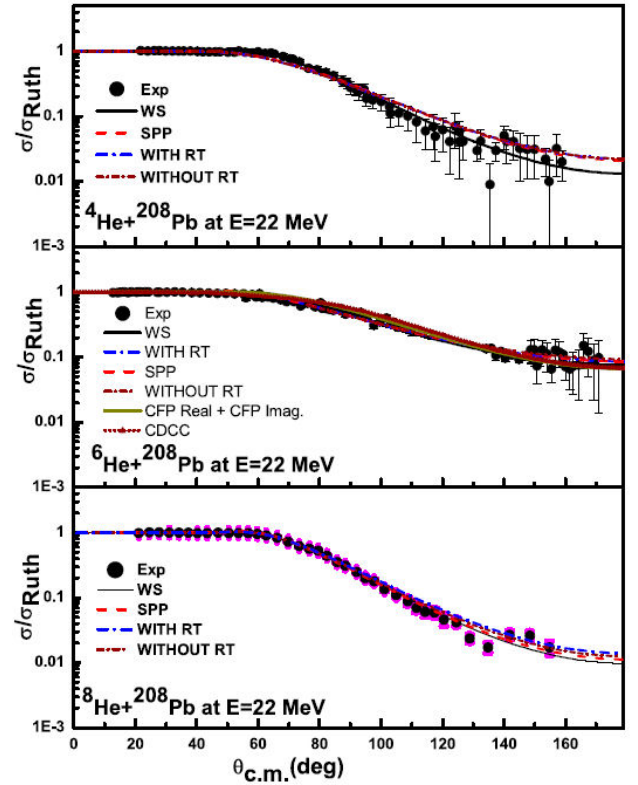 σ/σRuth
1
0.1
0.01
1E-3
Exp
WS
SPP
WITH RT
WITHOUT RT
4He+208Pb at E=22 MeV
σ/σRuth
1
0.1
0.01
1E-3
Exp
WS
WITH RT
SPP
WITHOUT RT
CFP Real + CFP Imag.
CDCC
6He+208Pb at E=22 MeV
σ/σRuth
1
0.1
0.01
1E-3
Exp
WS
SPP
WITH RT
WITHOUT RT
8He+208Pb at E=22 MeV
0 20 40 60 80 100 120 140 160
θc.m.(deg)